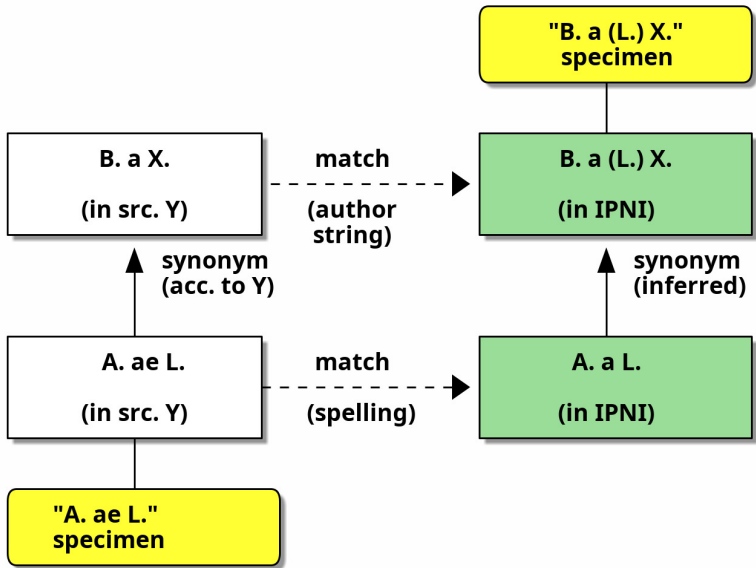 "B. a (L.) X."
specimen
B. a X.
(in src. Y)
match
(author
string)
B. a (L.) X.
(in IPNI)
synonym
(acc. to Y)
synonym
(inferred)
A. ae L.
(in src. Y)
match
(spelling)
A. a L.
(in IPNI)
"A. ae L."
specimen